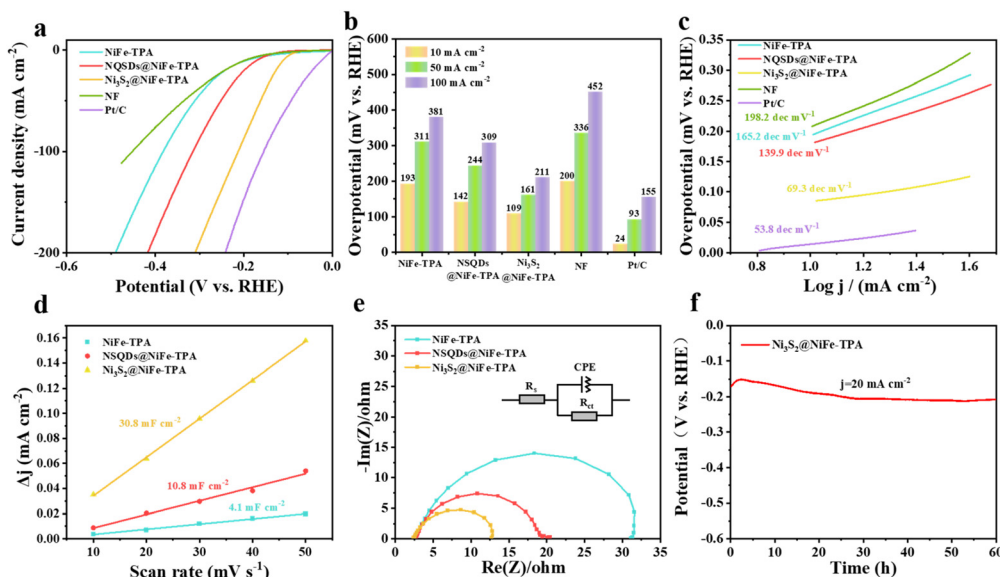 a
Current density (mA cm⁻²)
0
-100
-200
-0.6
-0.4
-0.2
0.0
Potential (V vs. RHE)
NiFe-TPA
NQSDs@NiFe-TPA
Ni₃S₂@NiFe-TPA
NF
Pt/C
b
Overpotential (mV vs. RHE)
600
500
400
300
200
100
0
10 mA cm⁻²
50 mA cm⁻²
100 mA cm⁻²
193
311
381
142
244
309
109
161
211
200
336
452
24
93
155
NiFe-TPA
NSQDs
@NiFe-TPA
Ni₃S₂
@NiFe-TPA
NF
Pt/C
c
Overpotential (mV vs. RHE)
0.35
0.30
0.25
0.20
0.15
0.10
0.05
0.00
NiFe-TPA
NQSDs@NiFe-TPA
Ni₃S₂@NiFe-TPA
NF
Pt/C
198.2 dec mV⁻¹
165.2 dec mV⁻¹
139.9 dec mV⁻¹
69.3 dec mV⁻¹
53.8 dec mV⁻¹
0.8
1.0
1.2
1.4
1.6
Log j / (mA cm⁻²)
d
Δj (mA cm⁻²)
0.16
0.14
0.12
0.10
0.08
0.06
0.04
0.02
0.00
NiFe-TPA
NSQDs@NiFe-TPA
Ni₃S₂@NiFe-TPA
30.8 mF cm⁻²
10.8 mF cm⁻²
4.1 mF cm⁻²
10
20
30
40
50
Scan rate (mV s⁻¹)
e
-Im(Z)/ohm
35
30
25
20
15
10
5
0
NiFe-TPA
NSQDs@NiFe-TPA
Ni₃S₂@NiFe-TPA
CPE
Rₛ
R꜀ₜ
0
5
10
15
20
25
30
35
Re(Z)/ohm
f
Potential (V vs. RHE)
0.0
-0.1
-0.2
-0.3
-0.4
-0.5
-0.6
Ni₃S₂@NiFe-TPA
j=20 mA cm⁻²
0
10
20
30
40
50
60
Time (h)